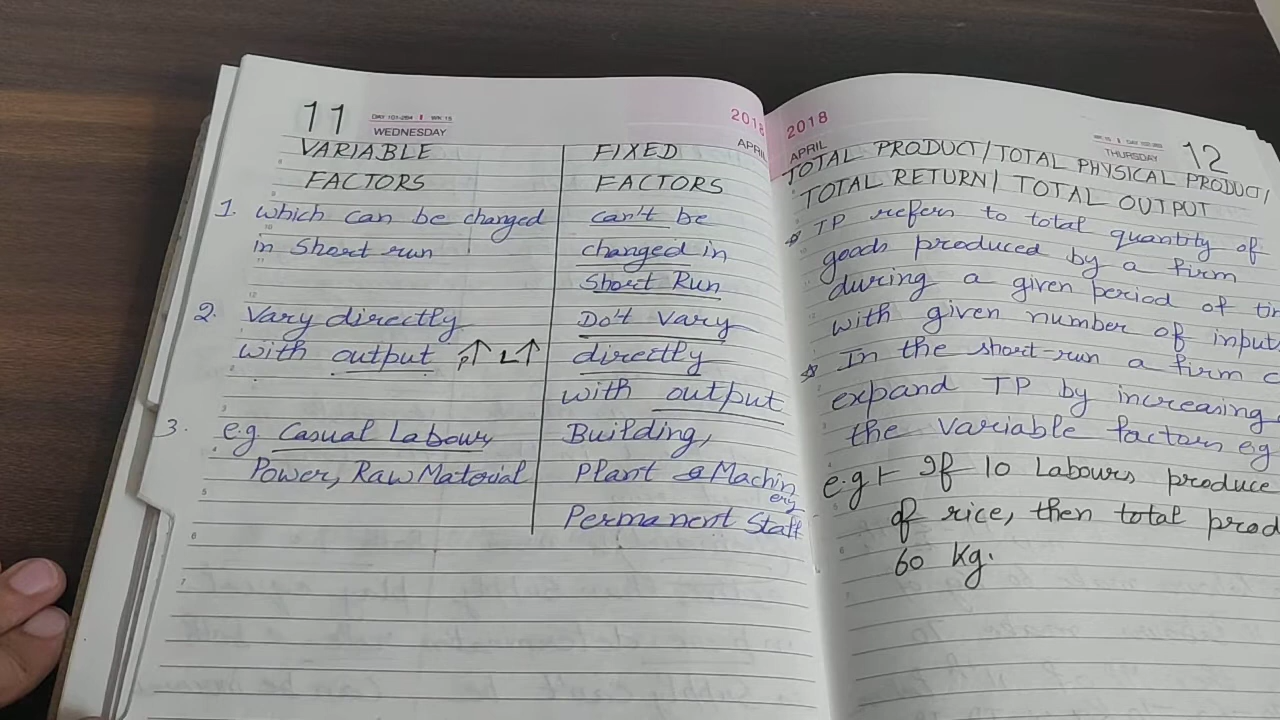 11
WEDNESDAY
2018
APRIL
VARIABLE FIXED
FACTORS FACTORS
1. which can be changed can't be
in Short run changed in
Short Run
2. Vary directly Do't Vary
with output P↑ L↑ directly
with output
3. e.g Casual Labour, Building,
Power, Raw Material Plant & Machin
ery
Permanent Staff
2018
APRIL
THURSDAY
12
TOTAL PRODUCT/TOTAL PHYSICAL PRODUCT/
TOTAL RETURN/ TOTAL OUTPUT
TP refers to total quantity of
goods produced by a firm
during a given period of
with given number of inputs
In the short-run a firm
expand TP by increasing
the variable factors eg
e.g :- If 10 Labours produce
of rice, then total prod
60 Kg.